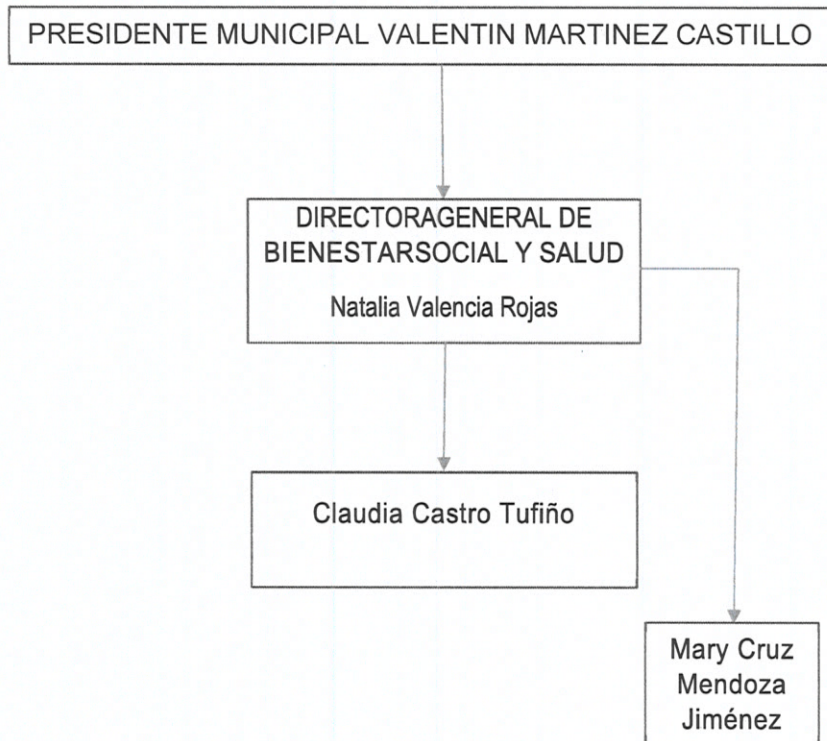 PRESIDENTE MUNICIPAL VALENTIN MARTINEZ CASTILLO
DIRECTORAGENERAL DE
BIENESTARSOCIAL Y SALUD
Natalia Valencia Rojas
Claudia Castro Tufiño
Mary Cruz
Mendoza
Jiménez